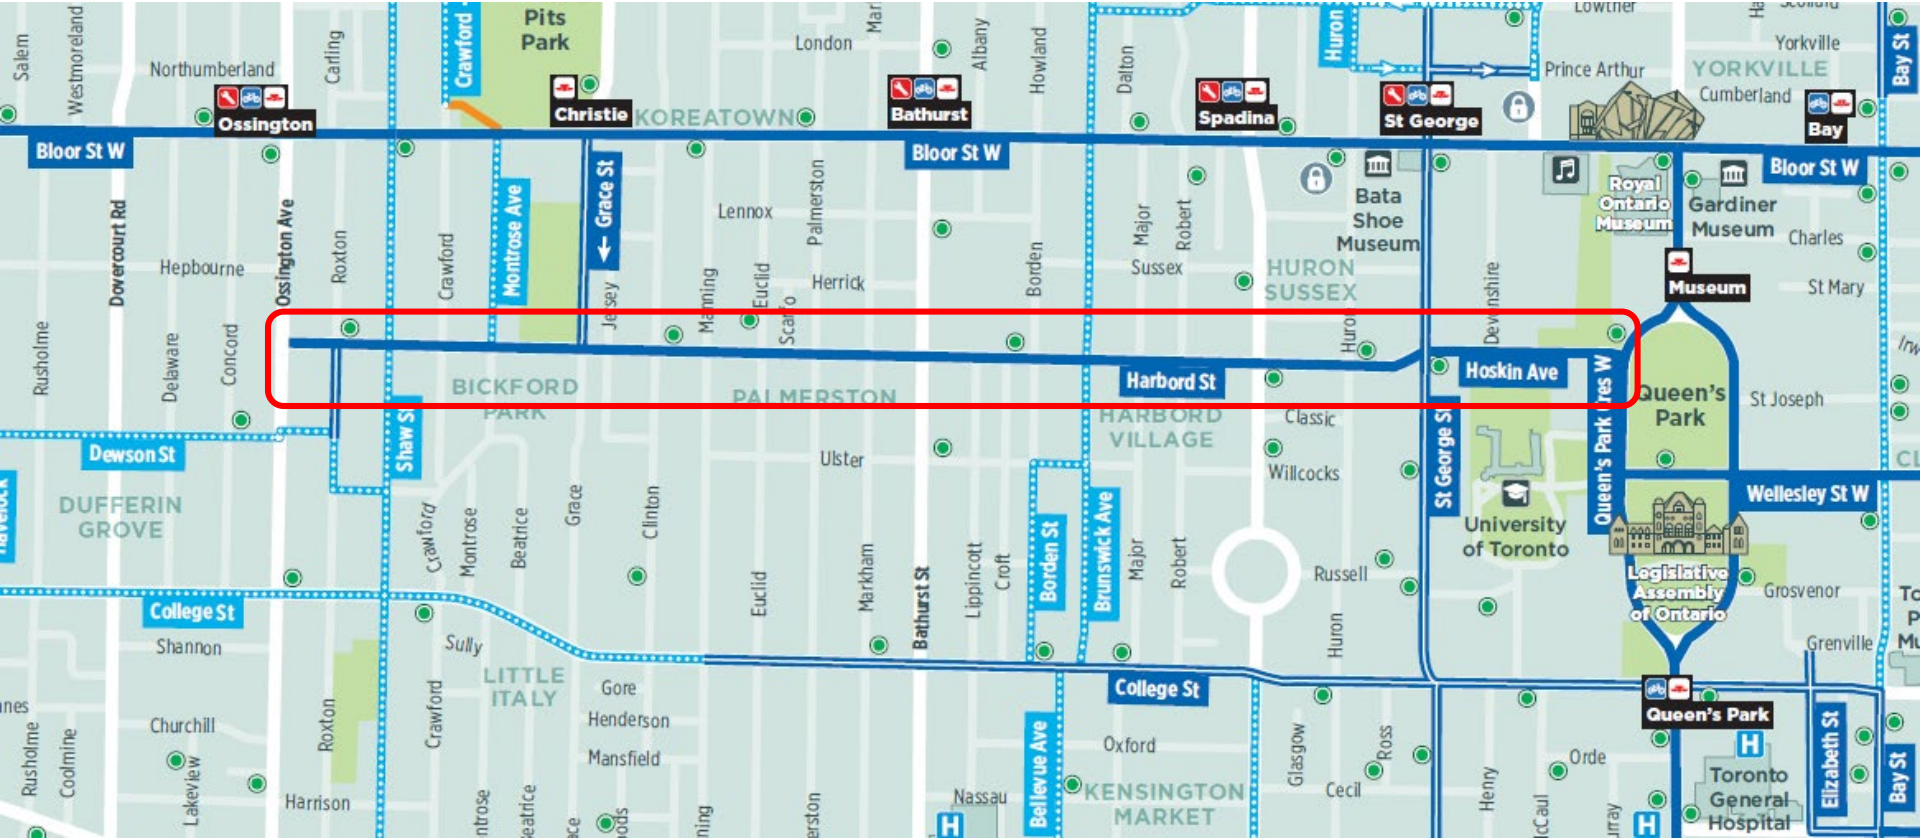 Salem
Westmoreland
Northumberland
Carling
Ossington
Crawford
Pits
Park
Christie
KOREATOWN
London
Bathurst
Albany
Howland
Dalton
Spadina
Huron
St George
Lowther
Prince Arthur
Yorkville
YORKVILLE
Cumberland
Bay
Bay St
Bloor St W
Bloor St W
Bloor St W
Dovercourt Rd
Ossington Ave
Roxton
Hepbourne
Crawford
Montrose Ave
Grace St
Jersey
Lennox
Palmerston
Manning
Euclid
Scarfo
Herrick
Borden
Major
Robert
Sussex
HURON
SUSSEX
Bata
Shoe
Museum
Huron
Devonshire
Royal
Ontario
Museum
Gardiner
Museum
Charles
Museum
St Mary
Rusholme
Delaware
Concord
BICKFORD
PARK
PALMERSTON
Harbord St
Hoskin Ave
HARBORD
VILLAGE
Classic
Willcocks
Queen's Park Cres W
Queen's
Park
St Joseph
Dewson St
Shaw St
DUFFERIN
GROVE
Ulster
St George St
University
of Toronto
Wellesley St W
Crawford
Montrose
Beatrice
Grace
Clinton
Euclid
Markham
Bathurst St
Lippincott
Croft
Borden St
Brunswick Ave
Major
Robert
Russell
Huron
Legislative
Assembly
of Ontario
Grosvenor
Grenville
College St
Shannon
Sully
LITTLE
ITALY
Gore
Henderson
Mansfield
College St
Queen's Park
Churchill
Rusholme
Coolmine
Lakeview
Roxton
Harrison
Crawford
Bellevue Ave
Oxford
Nassau
H
KENSINGTON
MARKET
Glasgow
Ross
Cecil
Henry
Orde
H
H
Toronto
General
Hospital
Elizabeth St
Bay St